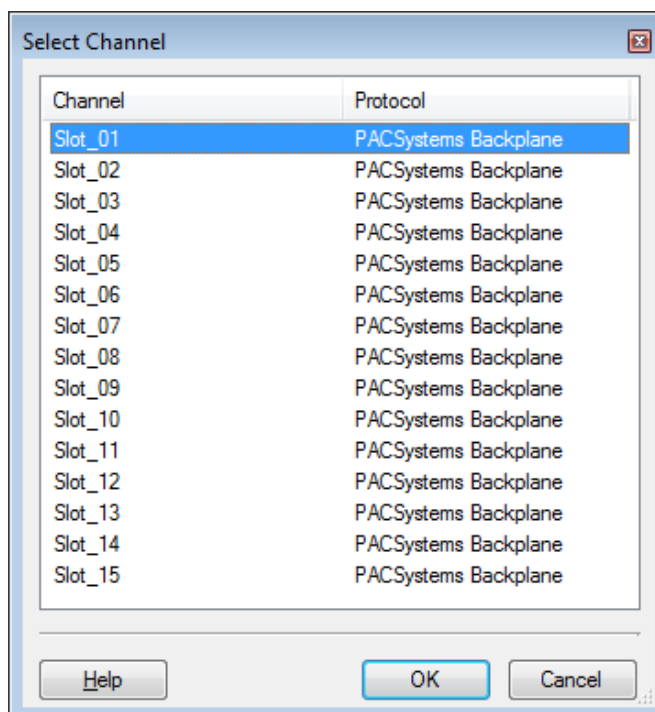 Select Channel
Channel Protocol
Slot_01 PACSystems Backplane
Slot_02 PACSystems Backplane
Slot_03 PACSystems Backplane
Slot_04 PACSystems Backplane
Slot_05 PACSystems Backplane
Slot_06 PACSystems Backplane
Slot_07 PACSystems Backplane
Slot_08 PACSystems Backplane
Slot_09 PACSystems Backplane
Slot_10 PACSystems Backplane
Slot_11 PACSystems Backplane
Slot_12 PACSystems Backplane
Slot_13 PACSystems Backplane
Slot_14 PACSystems Backplane
Slot_15 PACSystems Backplane
Help OK Cancel